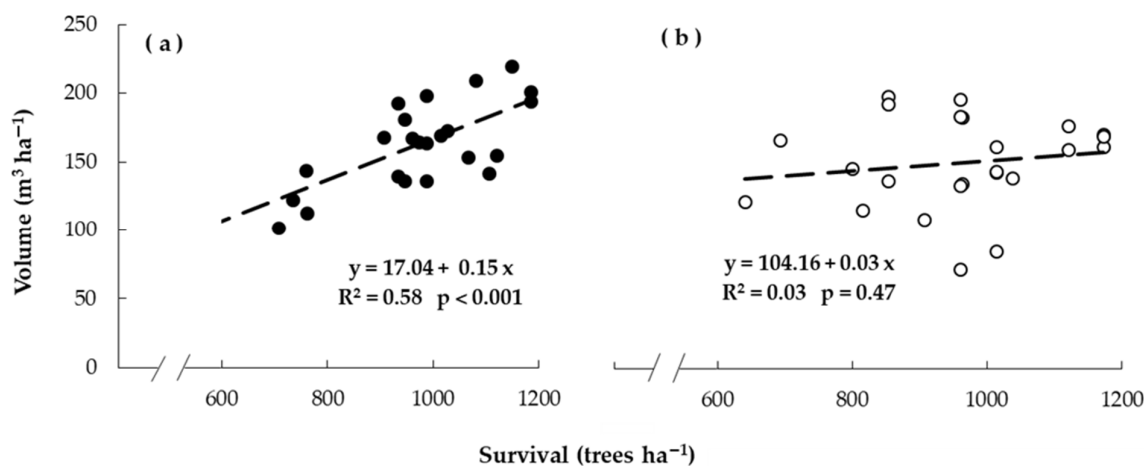 250
200
150
100
50
0
Volume (m³ ha⁻¹)
( a )
y = 17.04 + 0.15 x
R² = 0.58 p < 0.001
600 800 1000 1200
( b )
y = 104.16 + 0.03 x
R² = 0.03 p = 0.47
600 800 1000 1200
Survival (trees ha⁻¹)